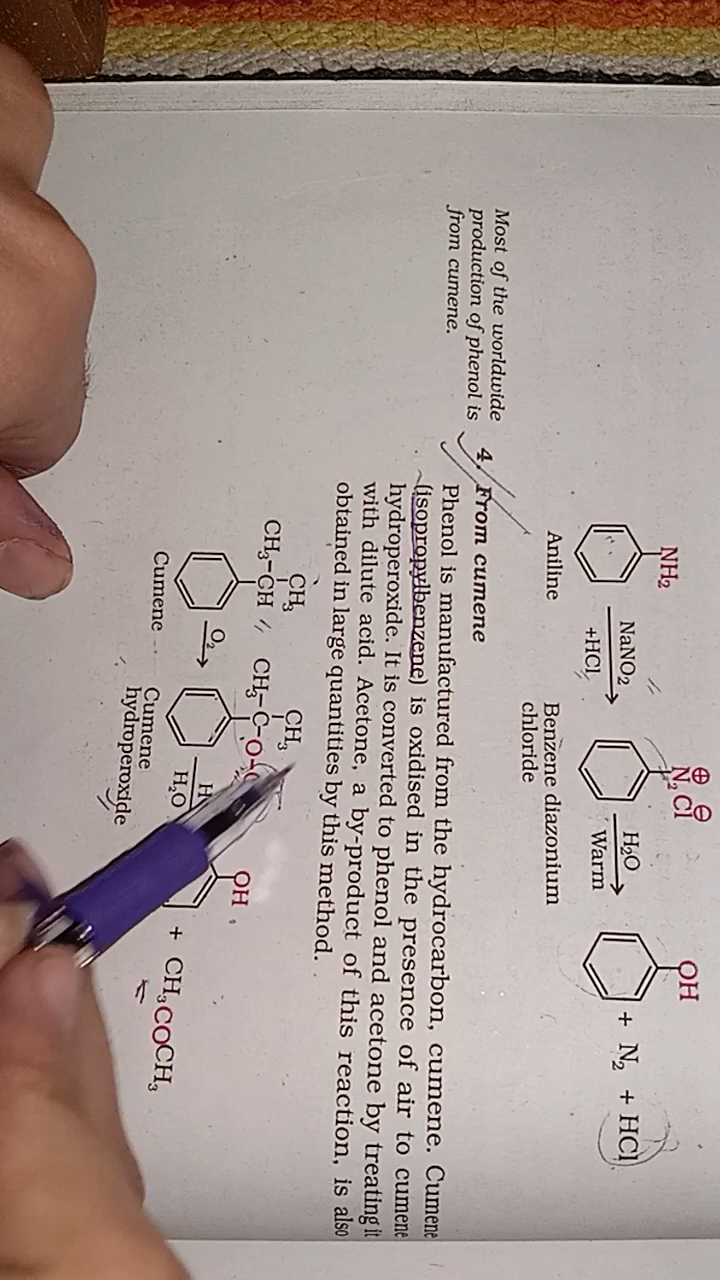 NH₂
NaNO₂
+HCl
⊕ ⊖
N₂Cl
H₂O
Warm
OH
+ N₂ + HCl
Aniline
Benzene diazonium
chloride
Most of the worldwide
production of phenol is
from cumene.
4. From cumene
Phenol is manufactured from the hydrocarbon, cumene. Cumene
(isopropylbenzene) is oxidised in the presence of air to cumene
hydroperoxide. It is converted to phenol and acetone by treating it
with dilute acid. Acetone, a by-product of this reaction, is also
obtained in large quantities by this method.
CH₃
CH₃–CH
O₂
CH₃
CH₃–C–O–
H₂O
OH
+ CH₃COCH₃
Cumene
Cumene
hydroperoxide